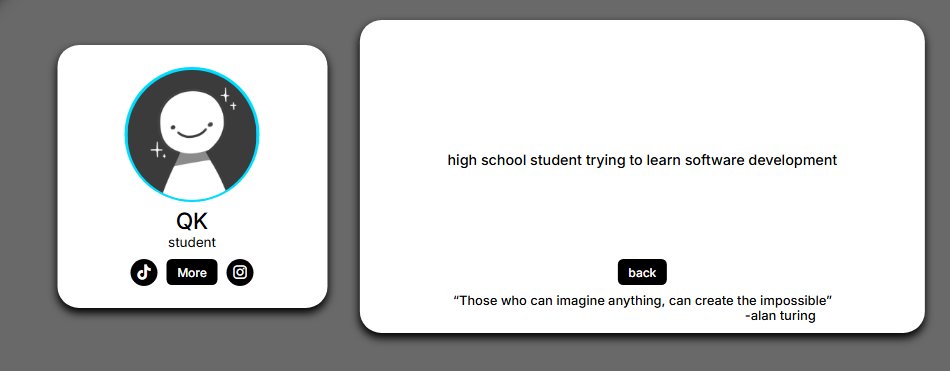 QK
student
More
high school student trying to learn software development
back
“Those who can imagine anything, can create the impossible”
-alan turing